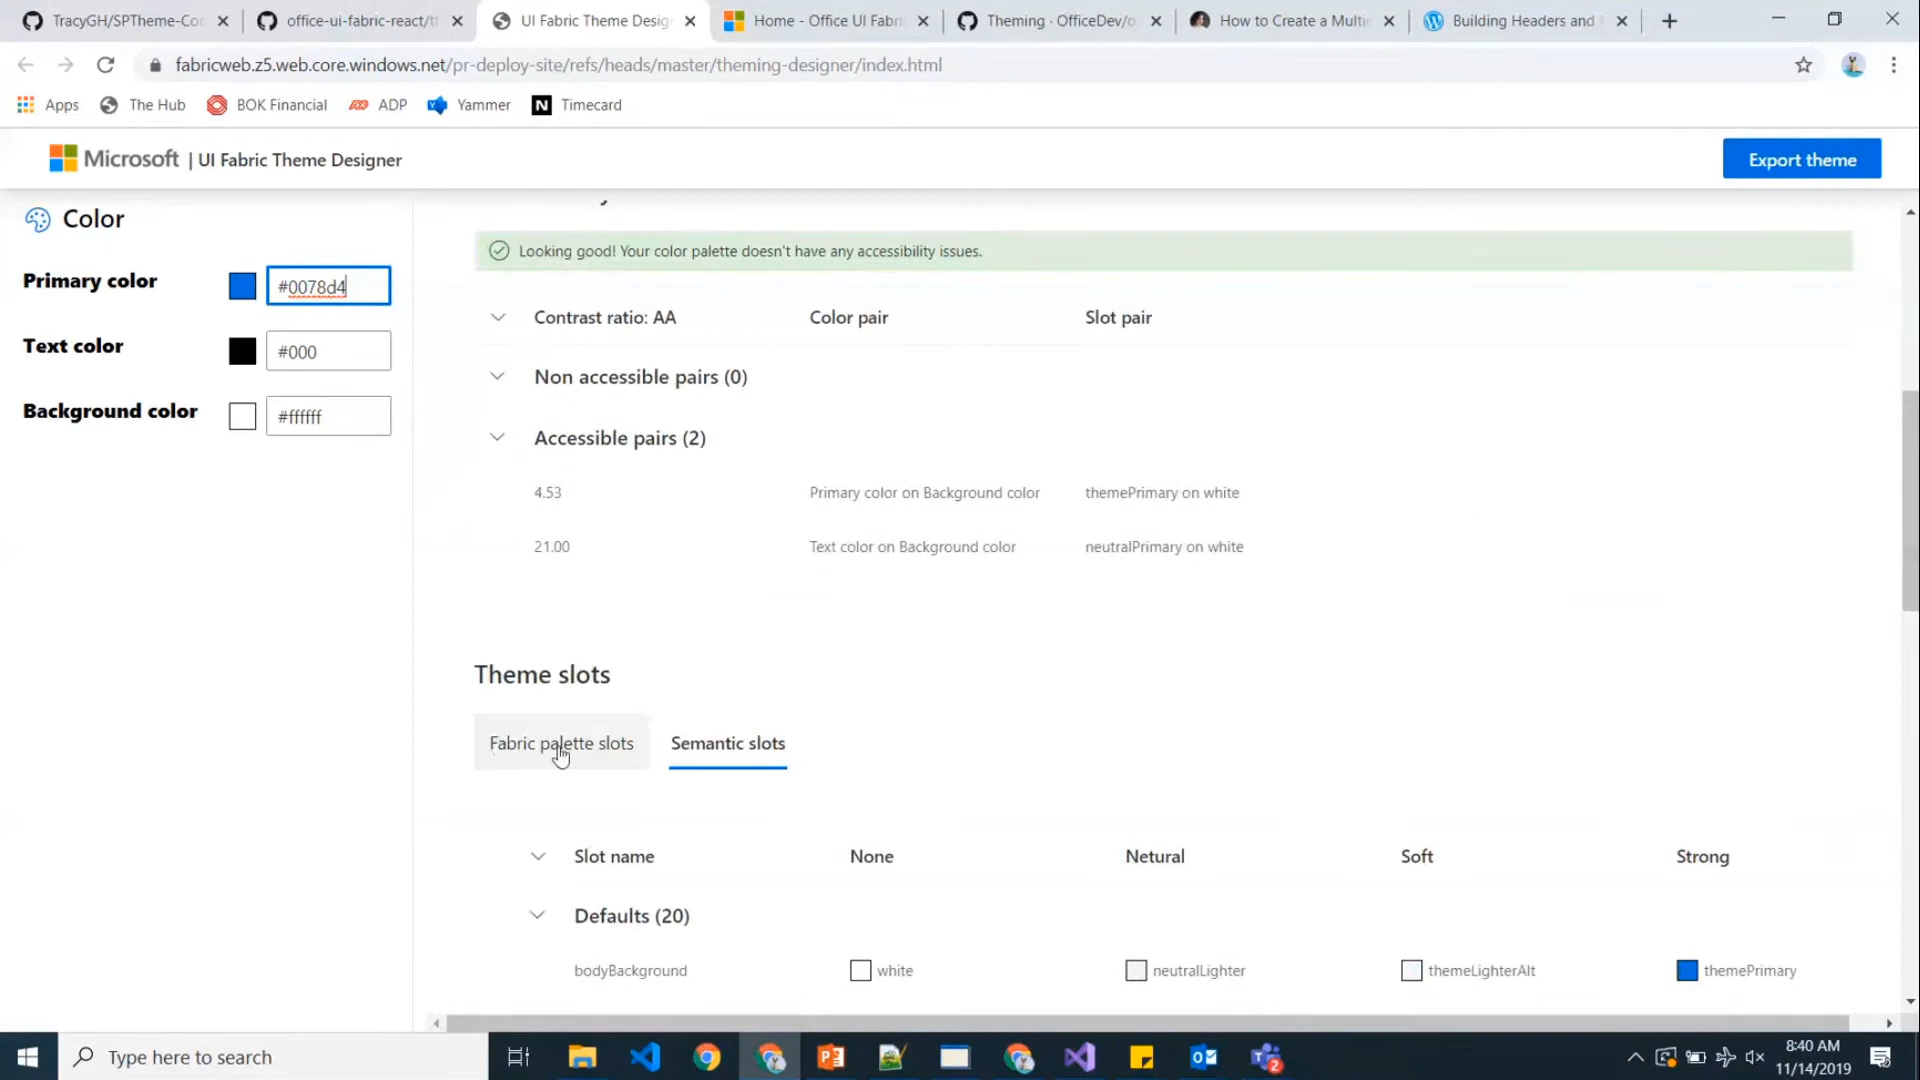 TracyGH/SPTheme-Co
office-ui-fabric-react/t
UI Fabric Theme Desig
Home - Office UI Fabri
Theming · OfficeDev/o
How to Create a Multi
Building Headers and
fabricweb.z5.web.core.windows.net/pr-deploy-site/refs/heads/master/theming-designer/index.html
Apps
The Hub
BOK Financial
ADP
Yammer
N
Timecard
Microsoft | UI Fabric Theme Designer
Export theme
Color
Looking good! Your color palette doesn't have any accessibility issues.
Primary color
#0078d4
Contrast ratio: AA
Color pair
Slot pair
Text color
#000
Non accessible pairs (0)
Background color
#ffffff
Accessible pairs (2)
4.53
Primary color on Background color
themePrimary on white
21.00
Text color on Background color
neutralPrimary on white
Theme slots
Fabric palette slots
Semantic slots
Slot name
None
Netural
Soft
Strong
Defaults (20)
bodyBackground
white
neutralLighter
themeLighterAlt
themePrimary
Type here to search
2
8:40 AM
11/14/2019